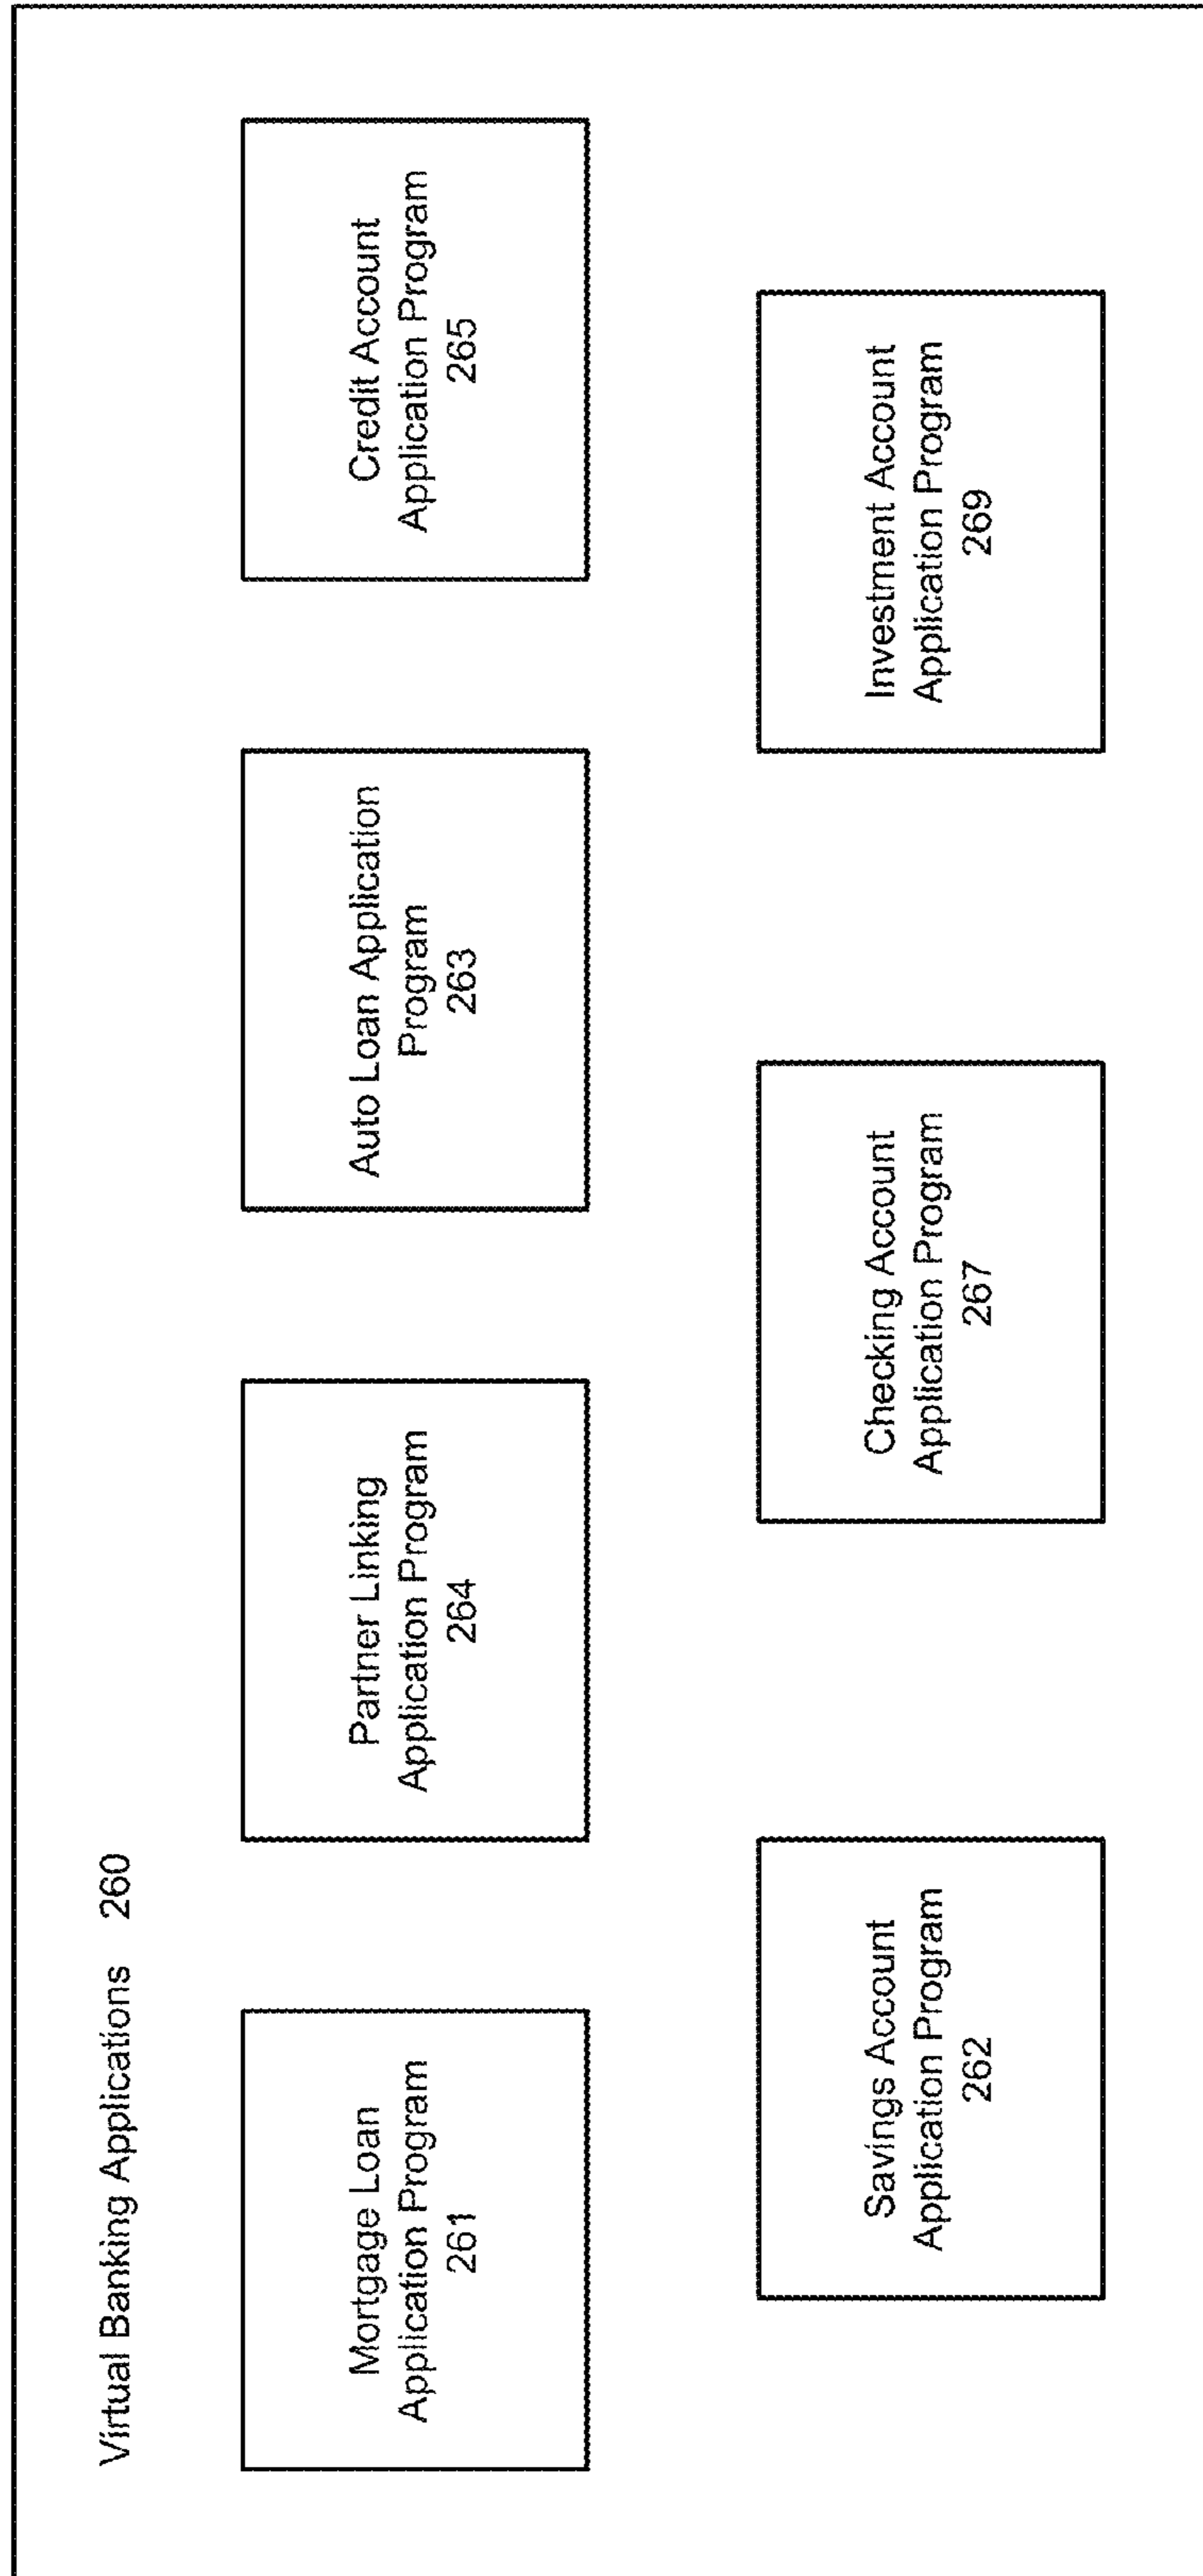 Virtual Banking Applications 260
Mortgage Loan
Application Program
261
Partner Linking
Application Program
264
Auto Loan Application
Program
263
Credit Account
Application Program
265
Savings Account
Application Program
262
Checking Account
Application Program
267
Investment Account
Application Program
269